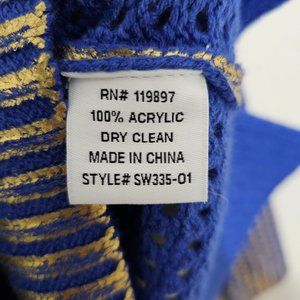 RN# 119897
100% ACRYLIC
DRY CLEAN
MADE IN CHINA
STYLE# SW335-01